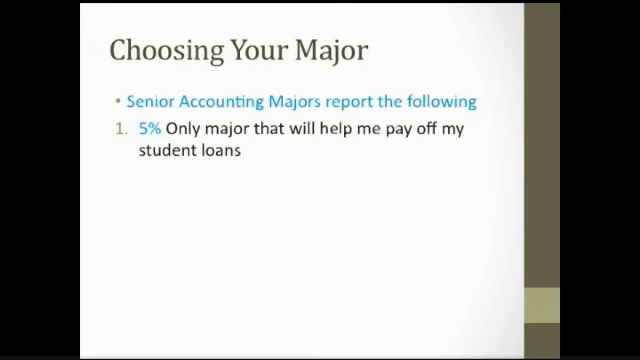 Choosing Your Major
• Senior Accounting Majors report the following
1. 5% Only major that will help me pay off my
student loans